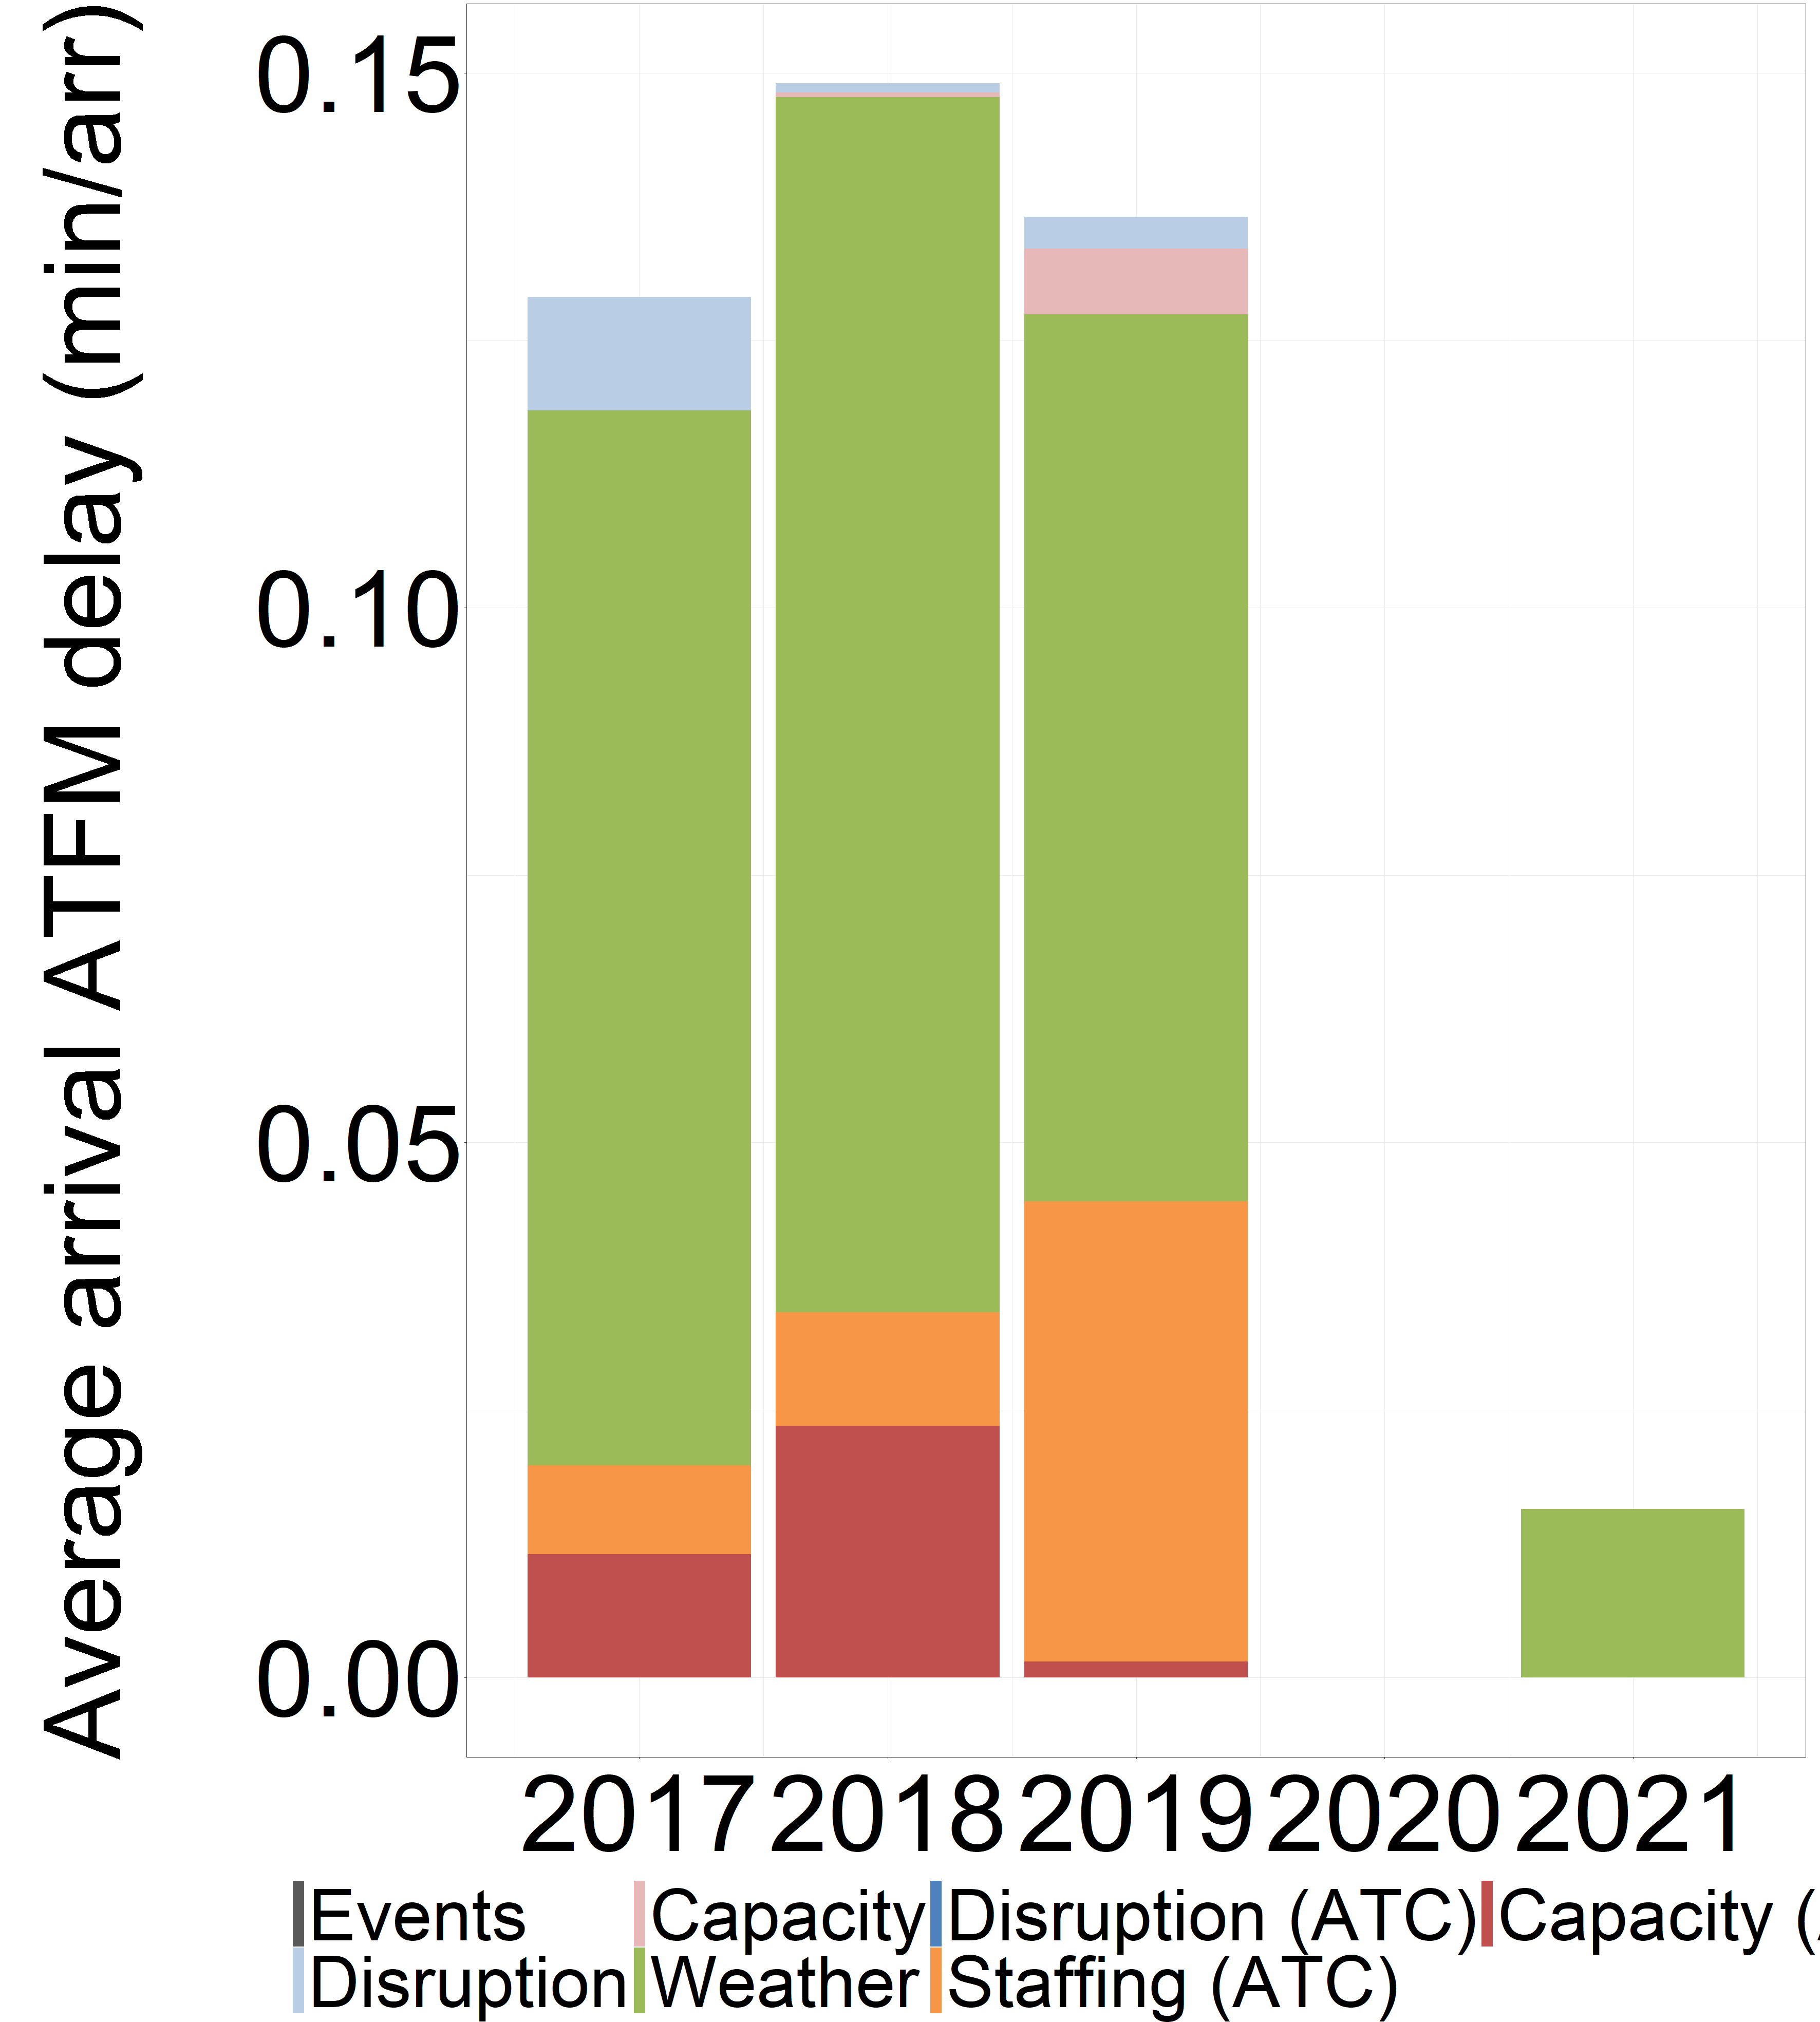 Average arrival ATFM delay (min/arr)
0.15
0.10
0.05
0.00
2017 2018 2019 2020 2021
Events Capacity Disruption (ATC) Capacity (
Disruption Weather Staffing (ATC)